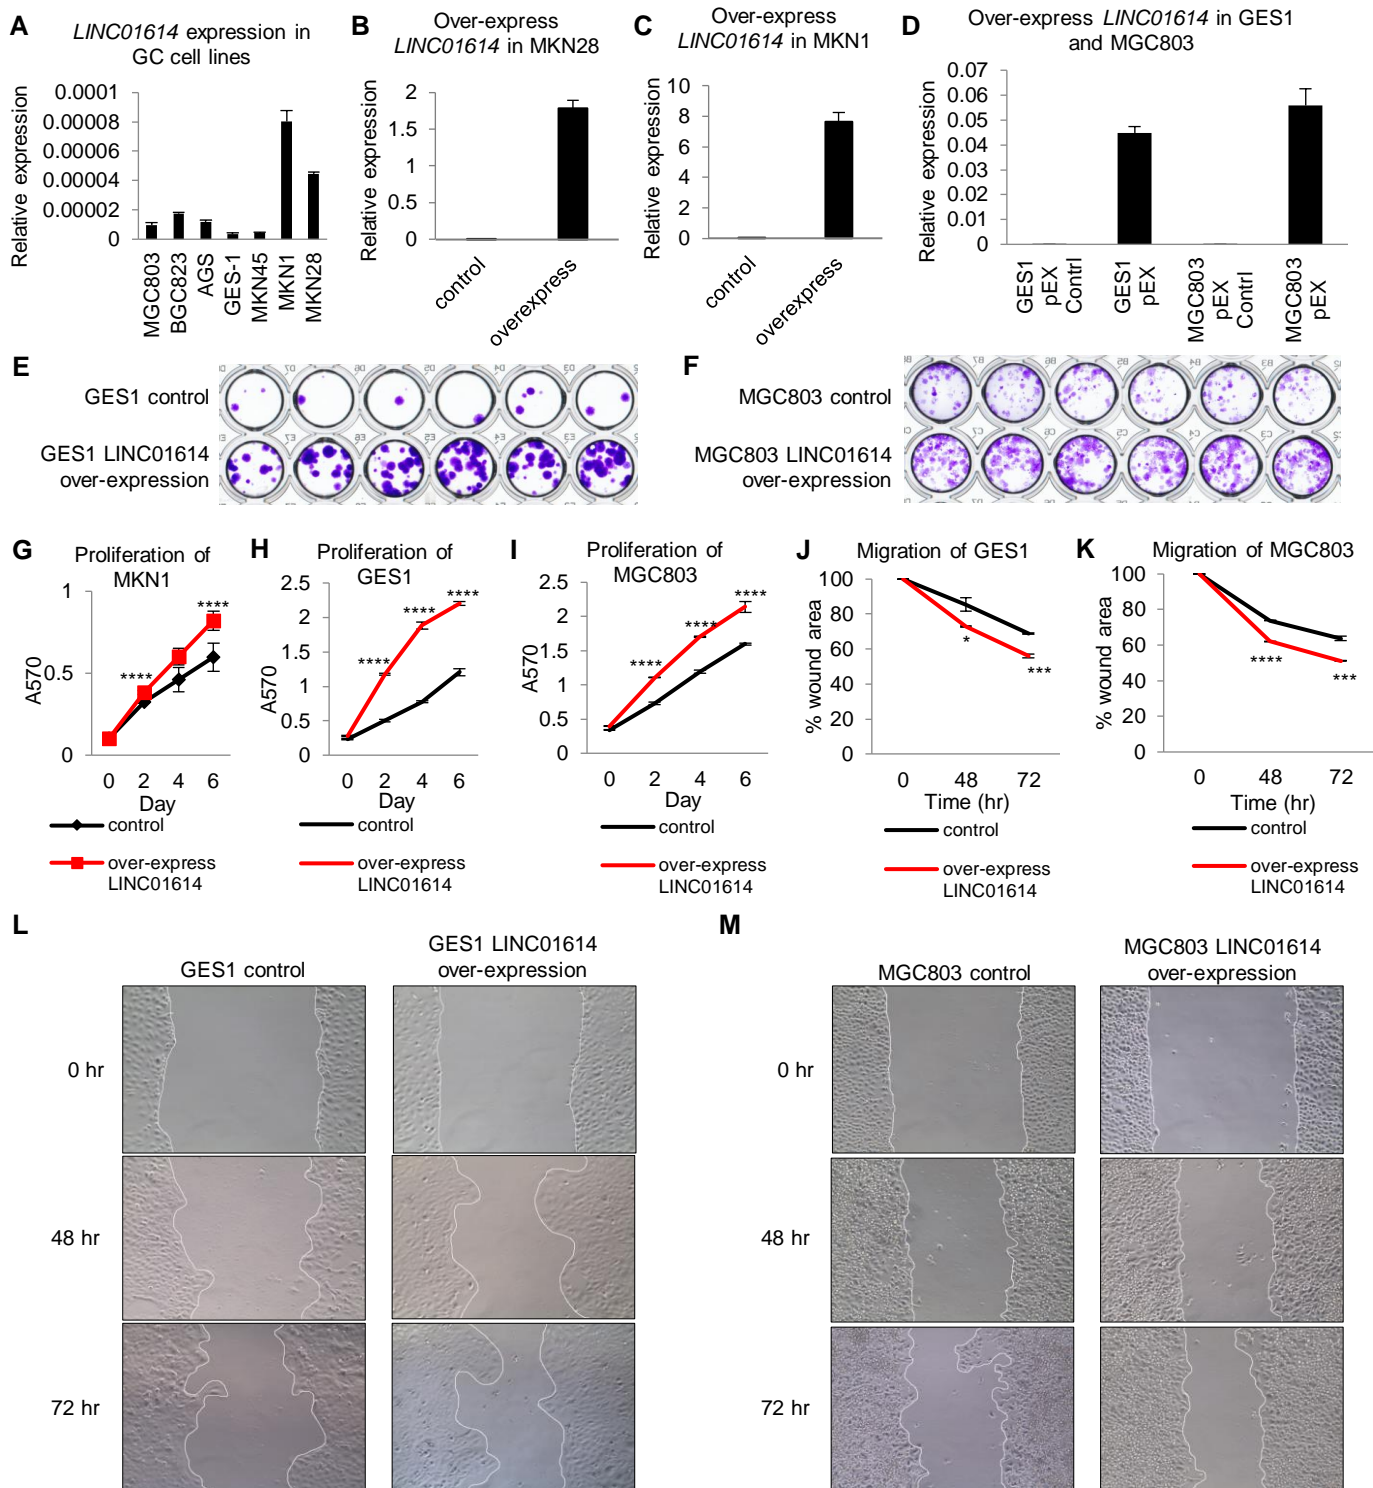 A
LINC01614 expression in
GC cell lines
Relative expression
0.0001
0.00008
0.00006
0.00004
0.00002
0
MGC803
BGC823
AGS
GES-1
MKN45
MKN1
MKN28
B
Over-express
LINC01614 in MKN28
Relative expression
2
1.5
1
0.5
0
control
overexpress
C
Over-express
LINC01614 in MKN1
Relative expression
10
8
6
4
2
0
control
overexpress
D
Over-express LINC01614 in GES1
and MGC803
Relative expression
0.07
0.06
0.05
0.04
0.03
0.02
0.01
0
GES1
pEX
Contrl
GES1
pEX
MGC803
pEX
Contrl
MGC803
pEX
E
GES1 control
GES1 LINC01614
over-expression
F
MGC803 control
MGC803 LINC01614
over-expression
G
Proliferation of
MKN1
A570
1
0.5
0
****
****
0 2 4 6
Day
control
over-express
LINC01614
H
Proliferation of
GES1
A570
2.5
2
1.5
1
0.5
0
****
****
****
0 2 4 6
Day
control
over-express
LINC01614
I
Proliferation of
MGC803
A570
2.5
2
1.5
1
0.5
0
****
****
****
0 2 4 6
Day
control
over-express
LINC01614
J
Migration of GES1
% wound area
100
80
60
40
20
0
*
***
0 48 72
Time (hr)
control
over-express
LINC01614
K
Migration of MGC803
% wound area
100
80
60
40
20
0
****
***
0 48 72
Time (hr)
control
over-express
LINC01614
L
GES1 control
GES1 LINC01614
over-expression
0 hr
48 hr
72 hr
M
MGC803 control
MGC803 LINC01614
over-expression
0 hr
48 hr
72 hr